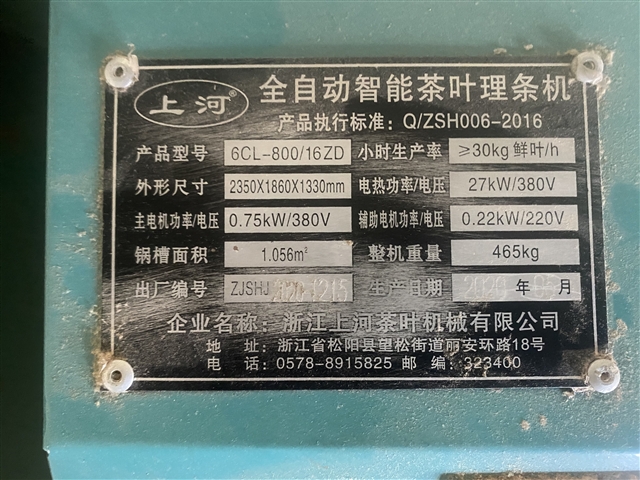 上河® 全自动智能茶叶理条机
产品执行标准：Q/ZSH006-2016
产品型号 6CL-800/16ZD 小时生产率 ≥30kg 鲜叶/h
外形尺寸 2350X1860X1330mm 电热功率/电压 27kW/380V
主电机功率/电压 0.75kW/380V 辅助电机功率/电压 0.22kW/220V
锅槽面积 1.056m² 整机重量 465kg
出厂编号 ZJSHJ 生产日期 2020 年 月
企业名称：浙江上河茶叶机械有限公司
地 址：浙江省松阳县望松街道丽安环路18号
电 话：0578-8915825 邮 编：323400